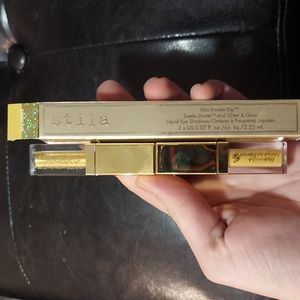 stila
Stila Double Dip™
Suede Shade™ and Glitter & Glow
Liquid Eye Shadows/Ombres à Paupières Liquides
2 x US 0.07 fl. oz./oz. liq./2.25 mL